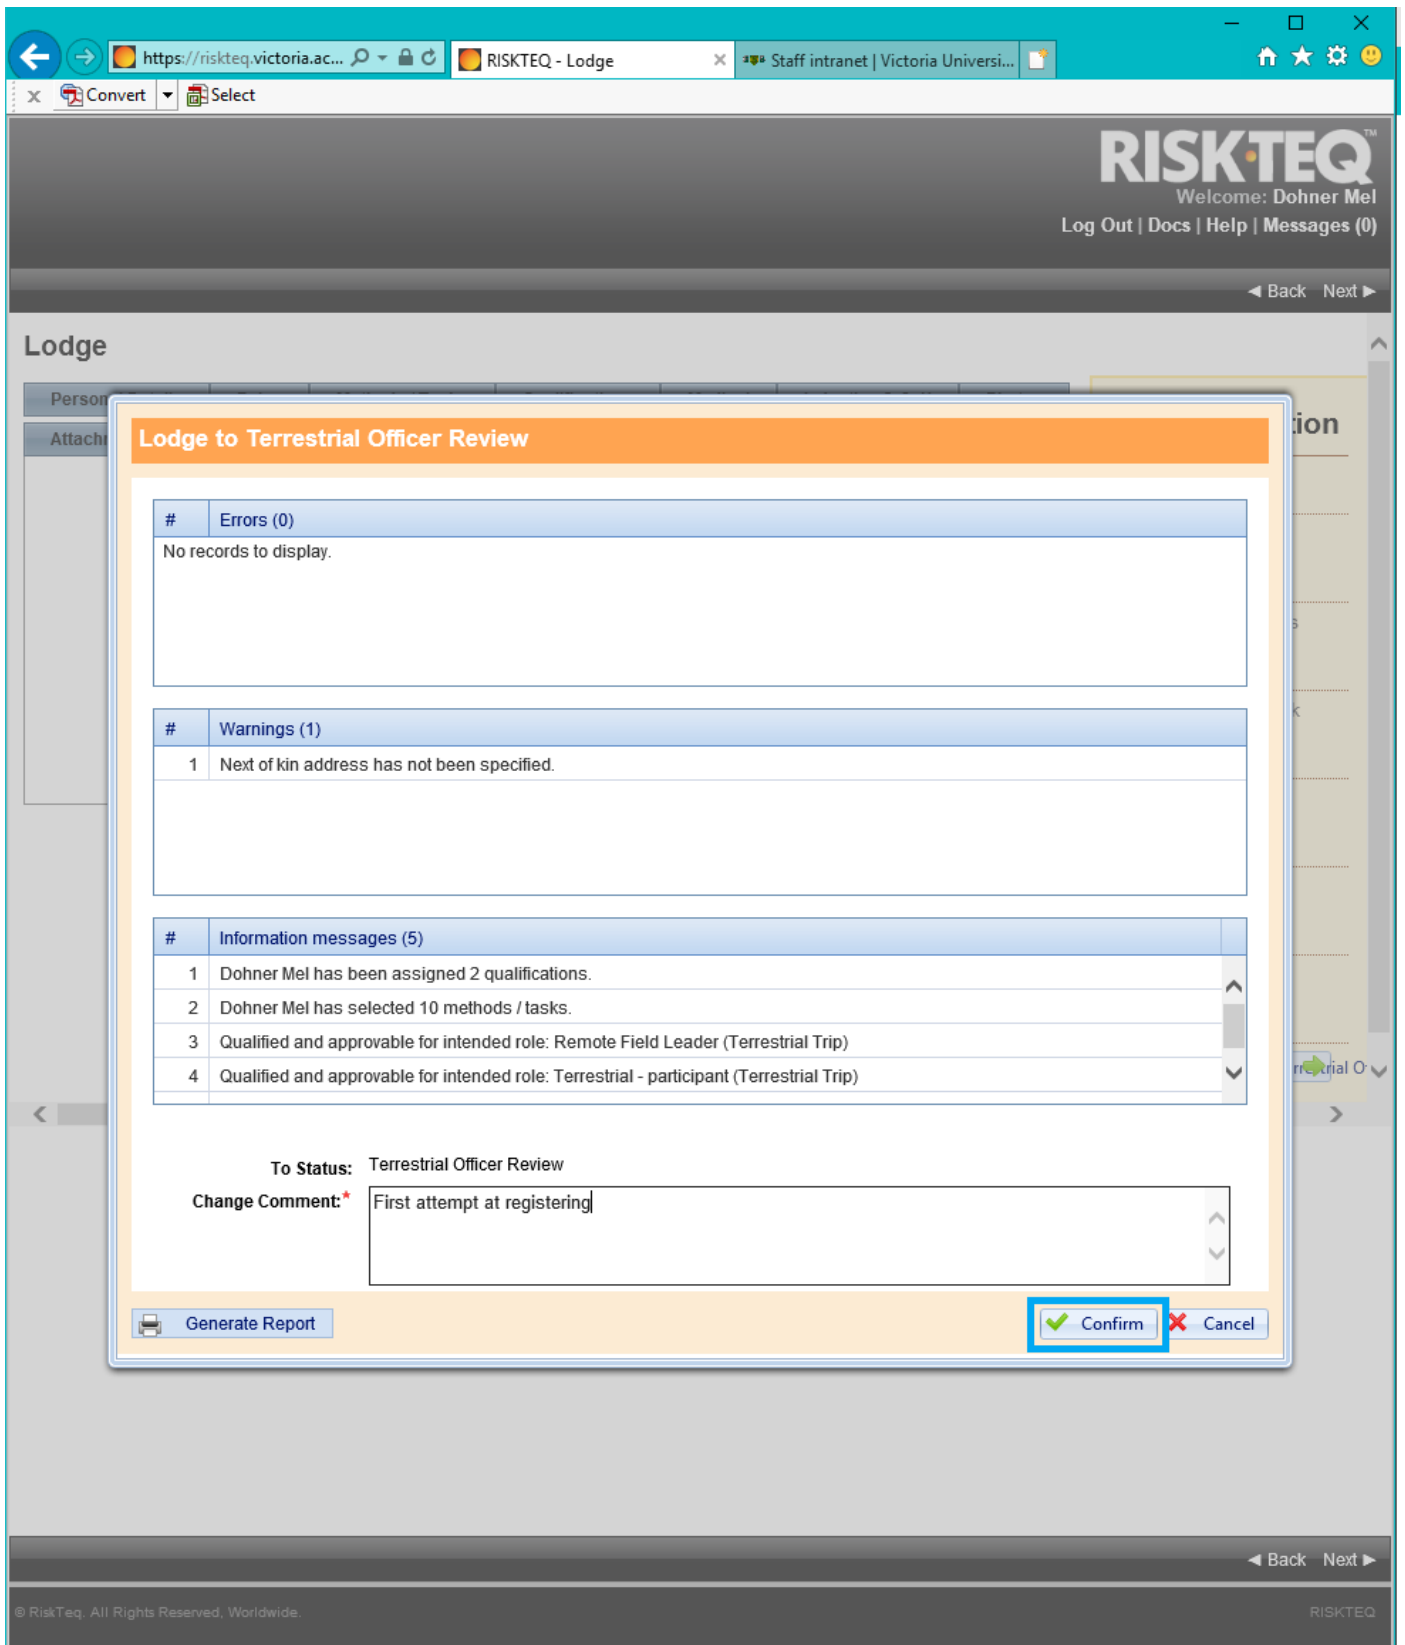 https://riskteq.victoria.ac...
RISKTEQ - Lodge
Staff intranet | Victoria Universi...
x Convert Select
RISKTEQ™
Welcome: Dohner Mel
Log Out | Docs | Help | Messages (0)
◄ Back Next ►
Lodge
Person
Attachm
tion
Lodge to Terrestrial Officer Review
# Errors (0)
No records to display.
s
# Warnings (1)
k
1 Next of kin address has not been specified.
# Information messages (5)
1 Dohner Mel has been assigned 2 qualifications.
2 Dohner Mel has selected 10 methods / tasks.
3 Qualified and approvable for intended role: Remote Field Leader (Terrestrial Trip)
4 Qualified and approvable for intended role: Terrestrial - participant (Terrestrial Trip)
rial O
To Status: Terrestrial Officer Review
Change Comment:* First attempt at registering
Generate Report
Confirm
Cancel
◄ Back Next ►
© RiskTeq. All Rights Reserved, Worldwide.
RISKTEQ